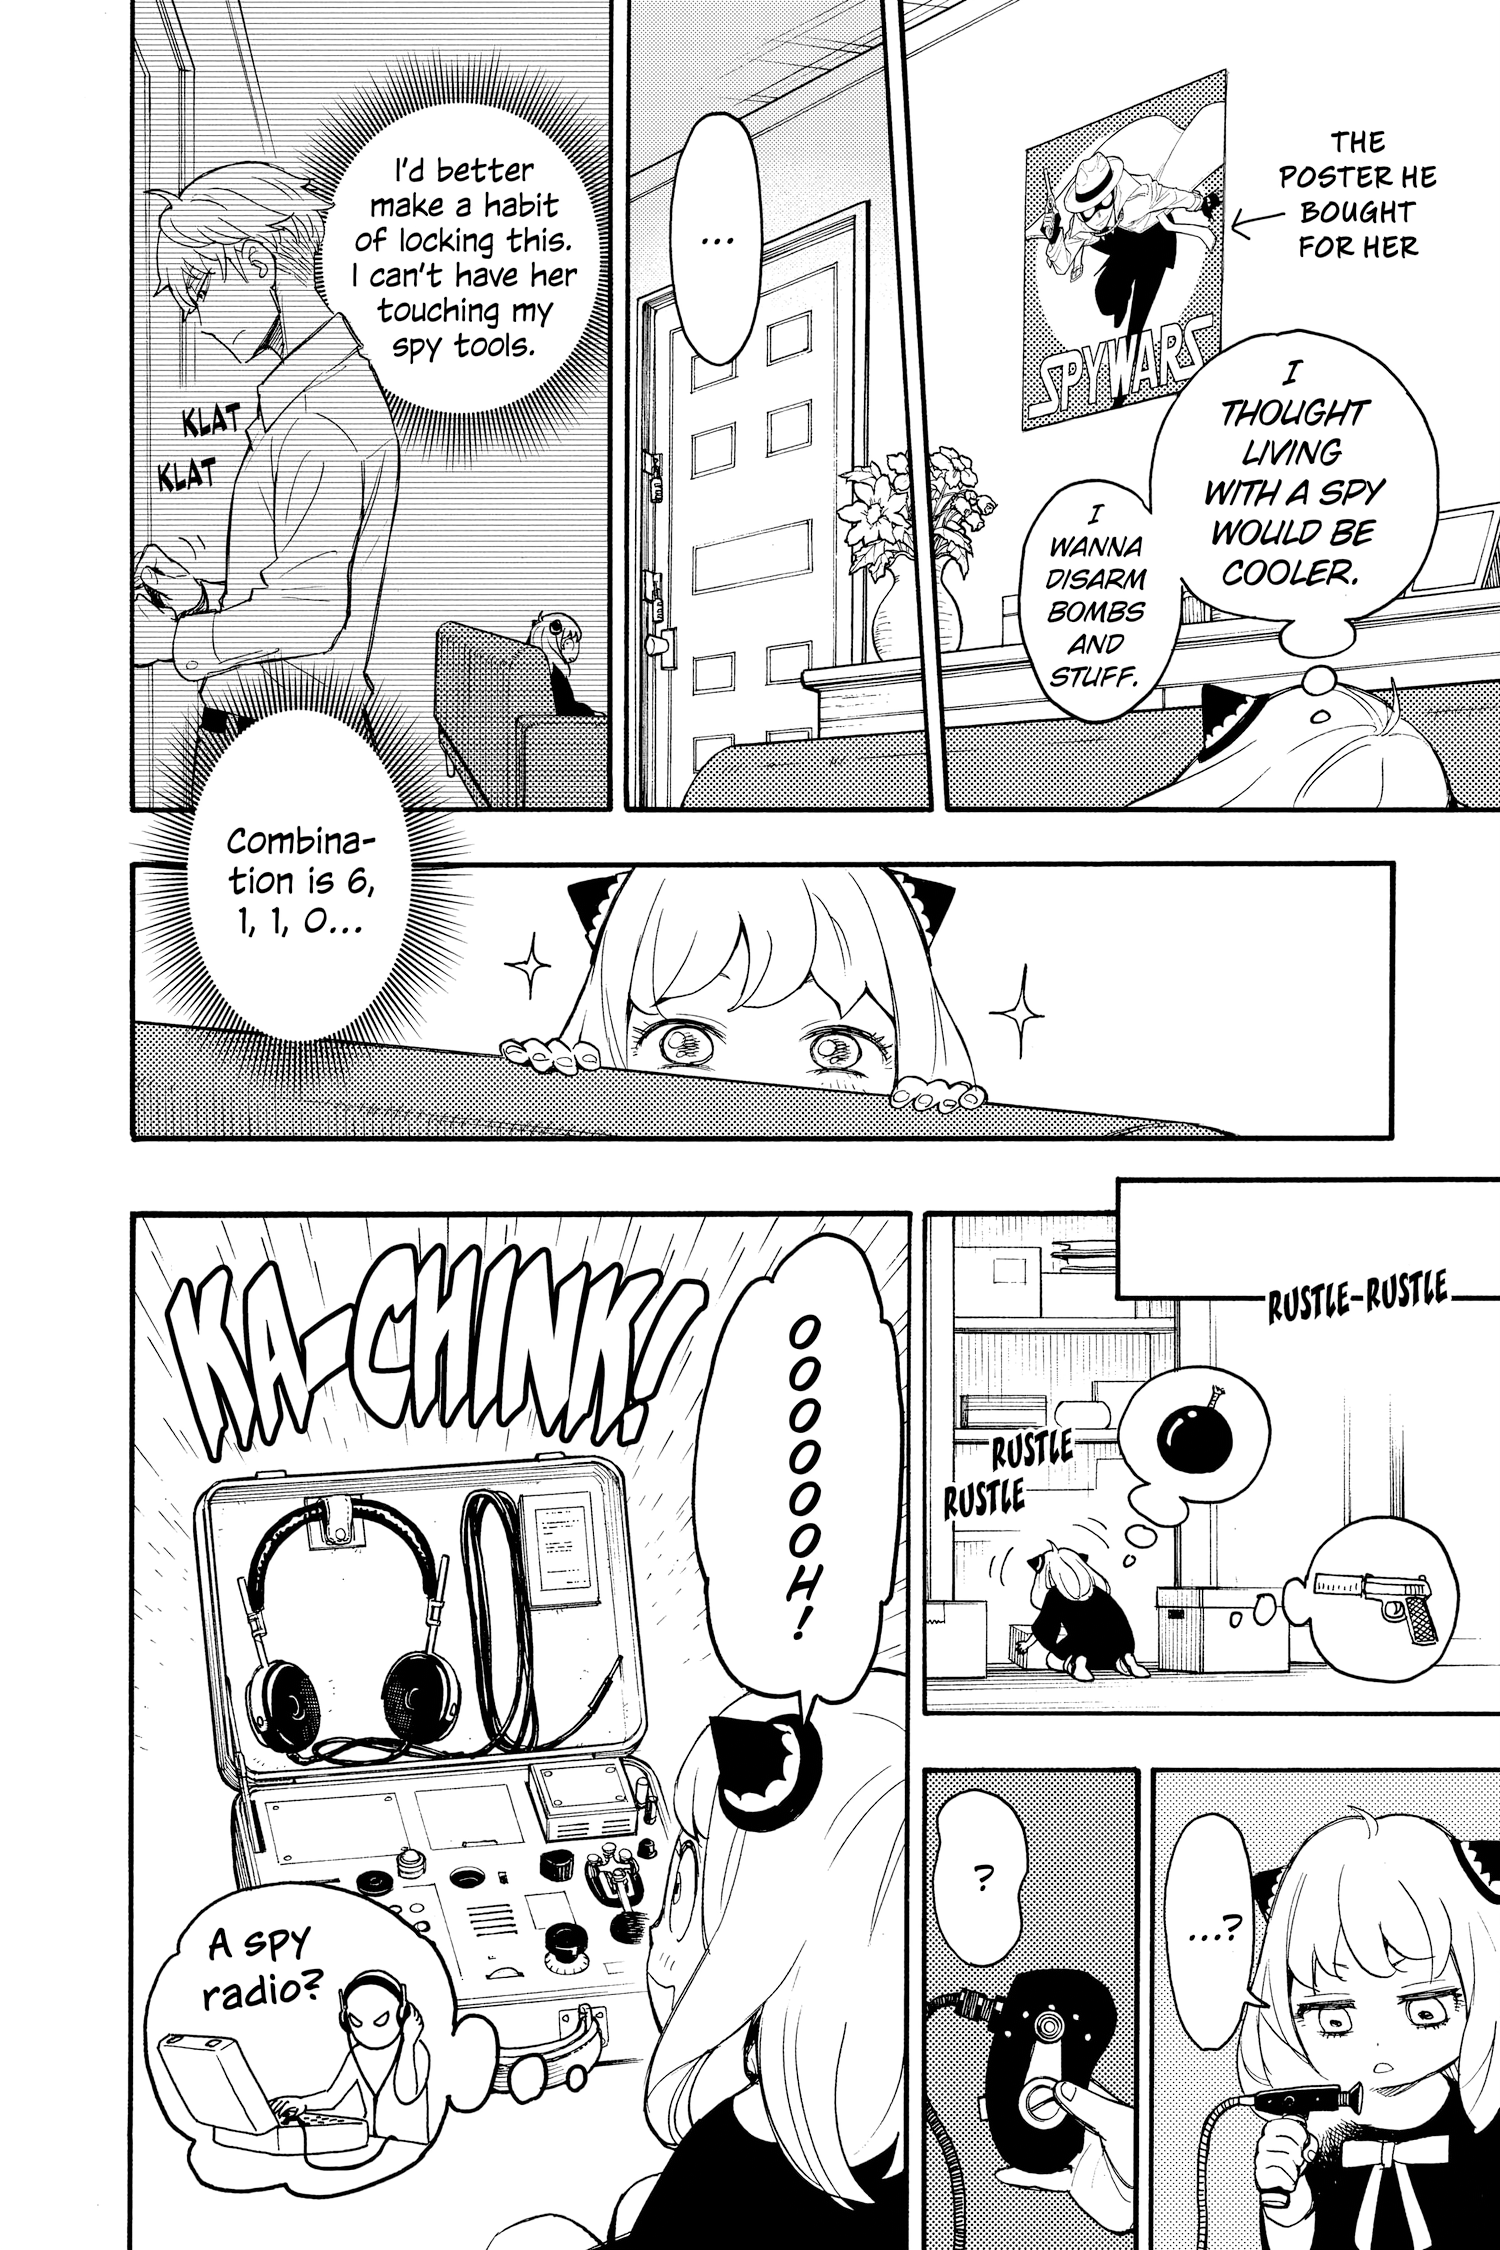 THE
POSTER HE
BOUGHT
FOR HER
SPYWARS
I
THOUGHT
LIVING
WITH A SPY
WOULD BE
COOLER.
I
WANNA
DISARM
BOMBS
AND
STUFF.
...
I'd better
make a habit
of locking this.
I can't have her
touching my
spy tools.
KLAT
KLAT
Combina-
tion is 6,
1, 1, 0...
RUSTLE-RUSTLE
RUSTLE
RUSTLE
KA-CHINK!
OOOOOOOH!
A spy
radio?
....?
?